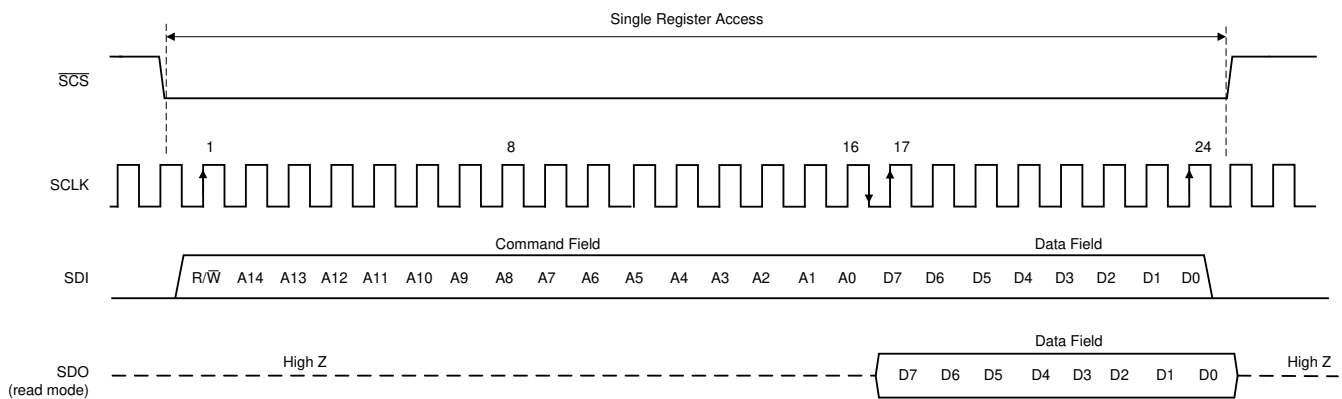 Single Register Access
SCS
1 8 16 17 24
SCLK
Command Field Data Field
SDI R/W A14 A13 A12 A11 A10 A9 A8 A7 A6 A5 A4 A3 A2 A1 A0 D7 D6 D5 D4 D3 D2 D1 D0
Data Field
High Z High Z
SDO D7 D6 D5 D4 D3 D2 D1 D0
(read mode)